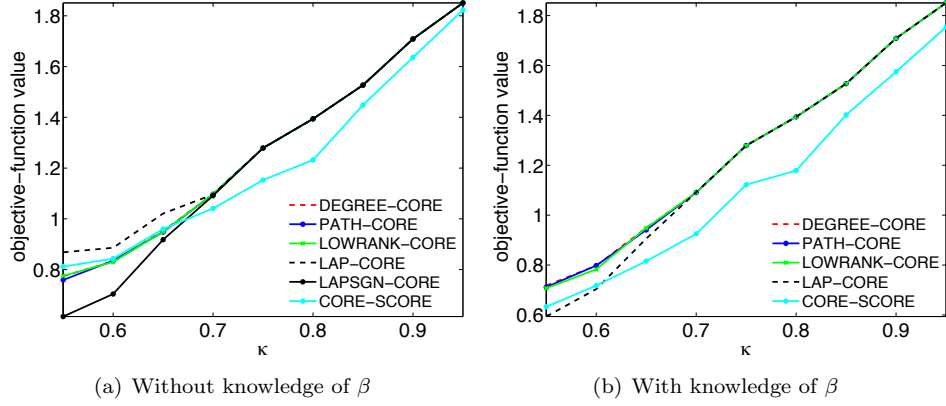 objective-function value
1.8
1.6
1.4
1.2
1
0.8
0.6
0.7
0.8
0.9
κ
DEGREE-CORE
PATH-CORE
LOWRANK-CORE
LAP-CORE
LAPSGN-CORE
CORE-SCORE
(a) Without knowledge of β
objective-function value
1.8
1.6
1.4
1.2
1
0.8
0.6
0.6
0.7
0.8
0.9
κ
DEGREE-CORE
PATH-CORE
LOWRANK-CORE
LAP-CORE
CORE-SCORE
(b) With knowledge of β